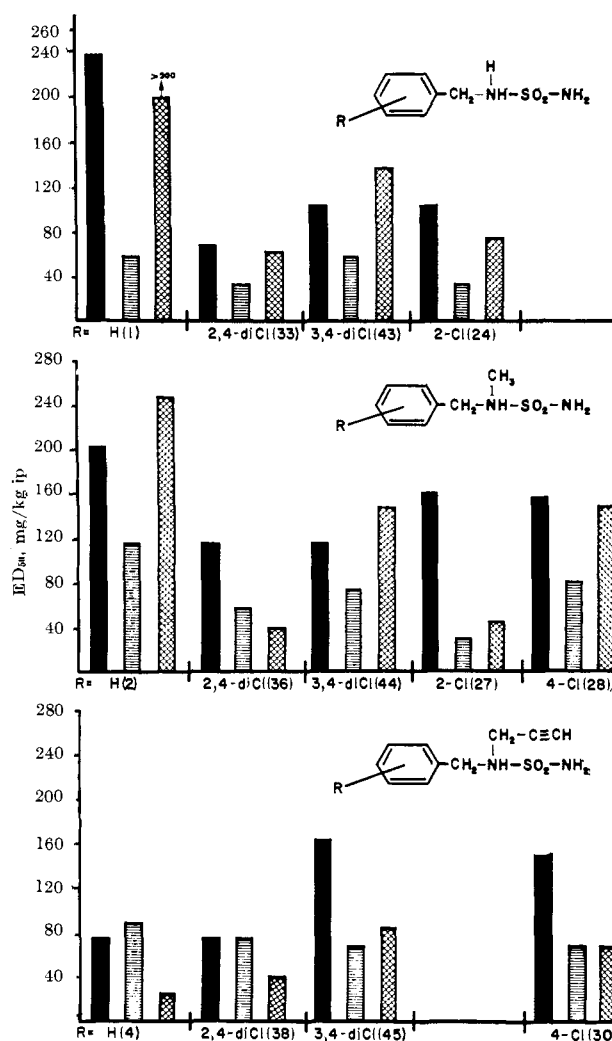 260
240
200
160
120
80
40
>200
H
CH₂-NH-SO₂-NH₂
R
R= H(1) 2,4-diCl(33) 3,4-diCl(43) 2-Cl(24)
280
240
200
160
120
80
40
ED₅₀, mg/kg ip
CH₃
CH₂-NH-SO₂-NH₂
R
R= H(2) 2,4-diCl(36) 3,4-diCl(44) 2-Cl(27) 4-Cl(28)
280
240
200
160
120
80
40
CH₂-C≡CH
CH₂-NH-SO₂-NH₂
R
R= H(4) 2,4-diCl(38) 3,4-diCl(45) 4-Cl(30